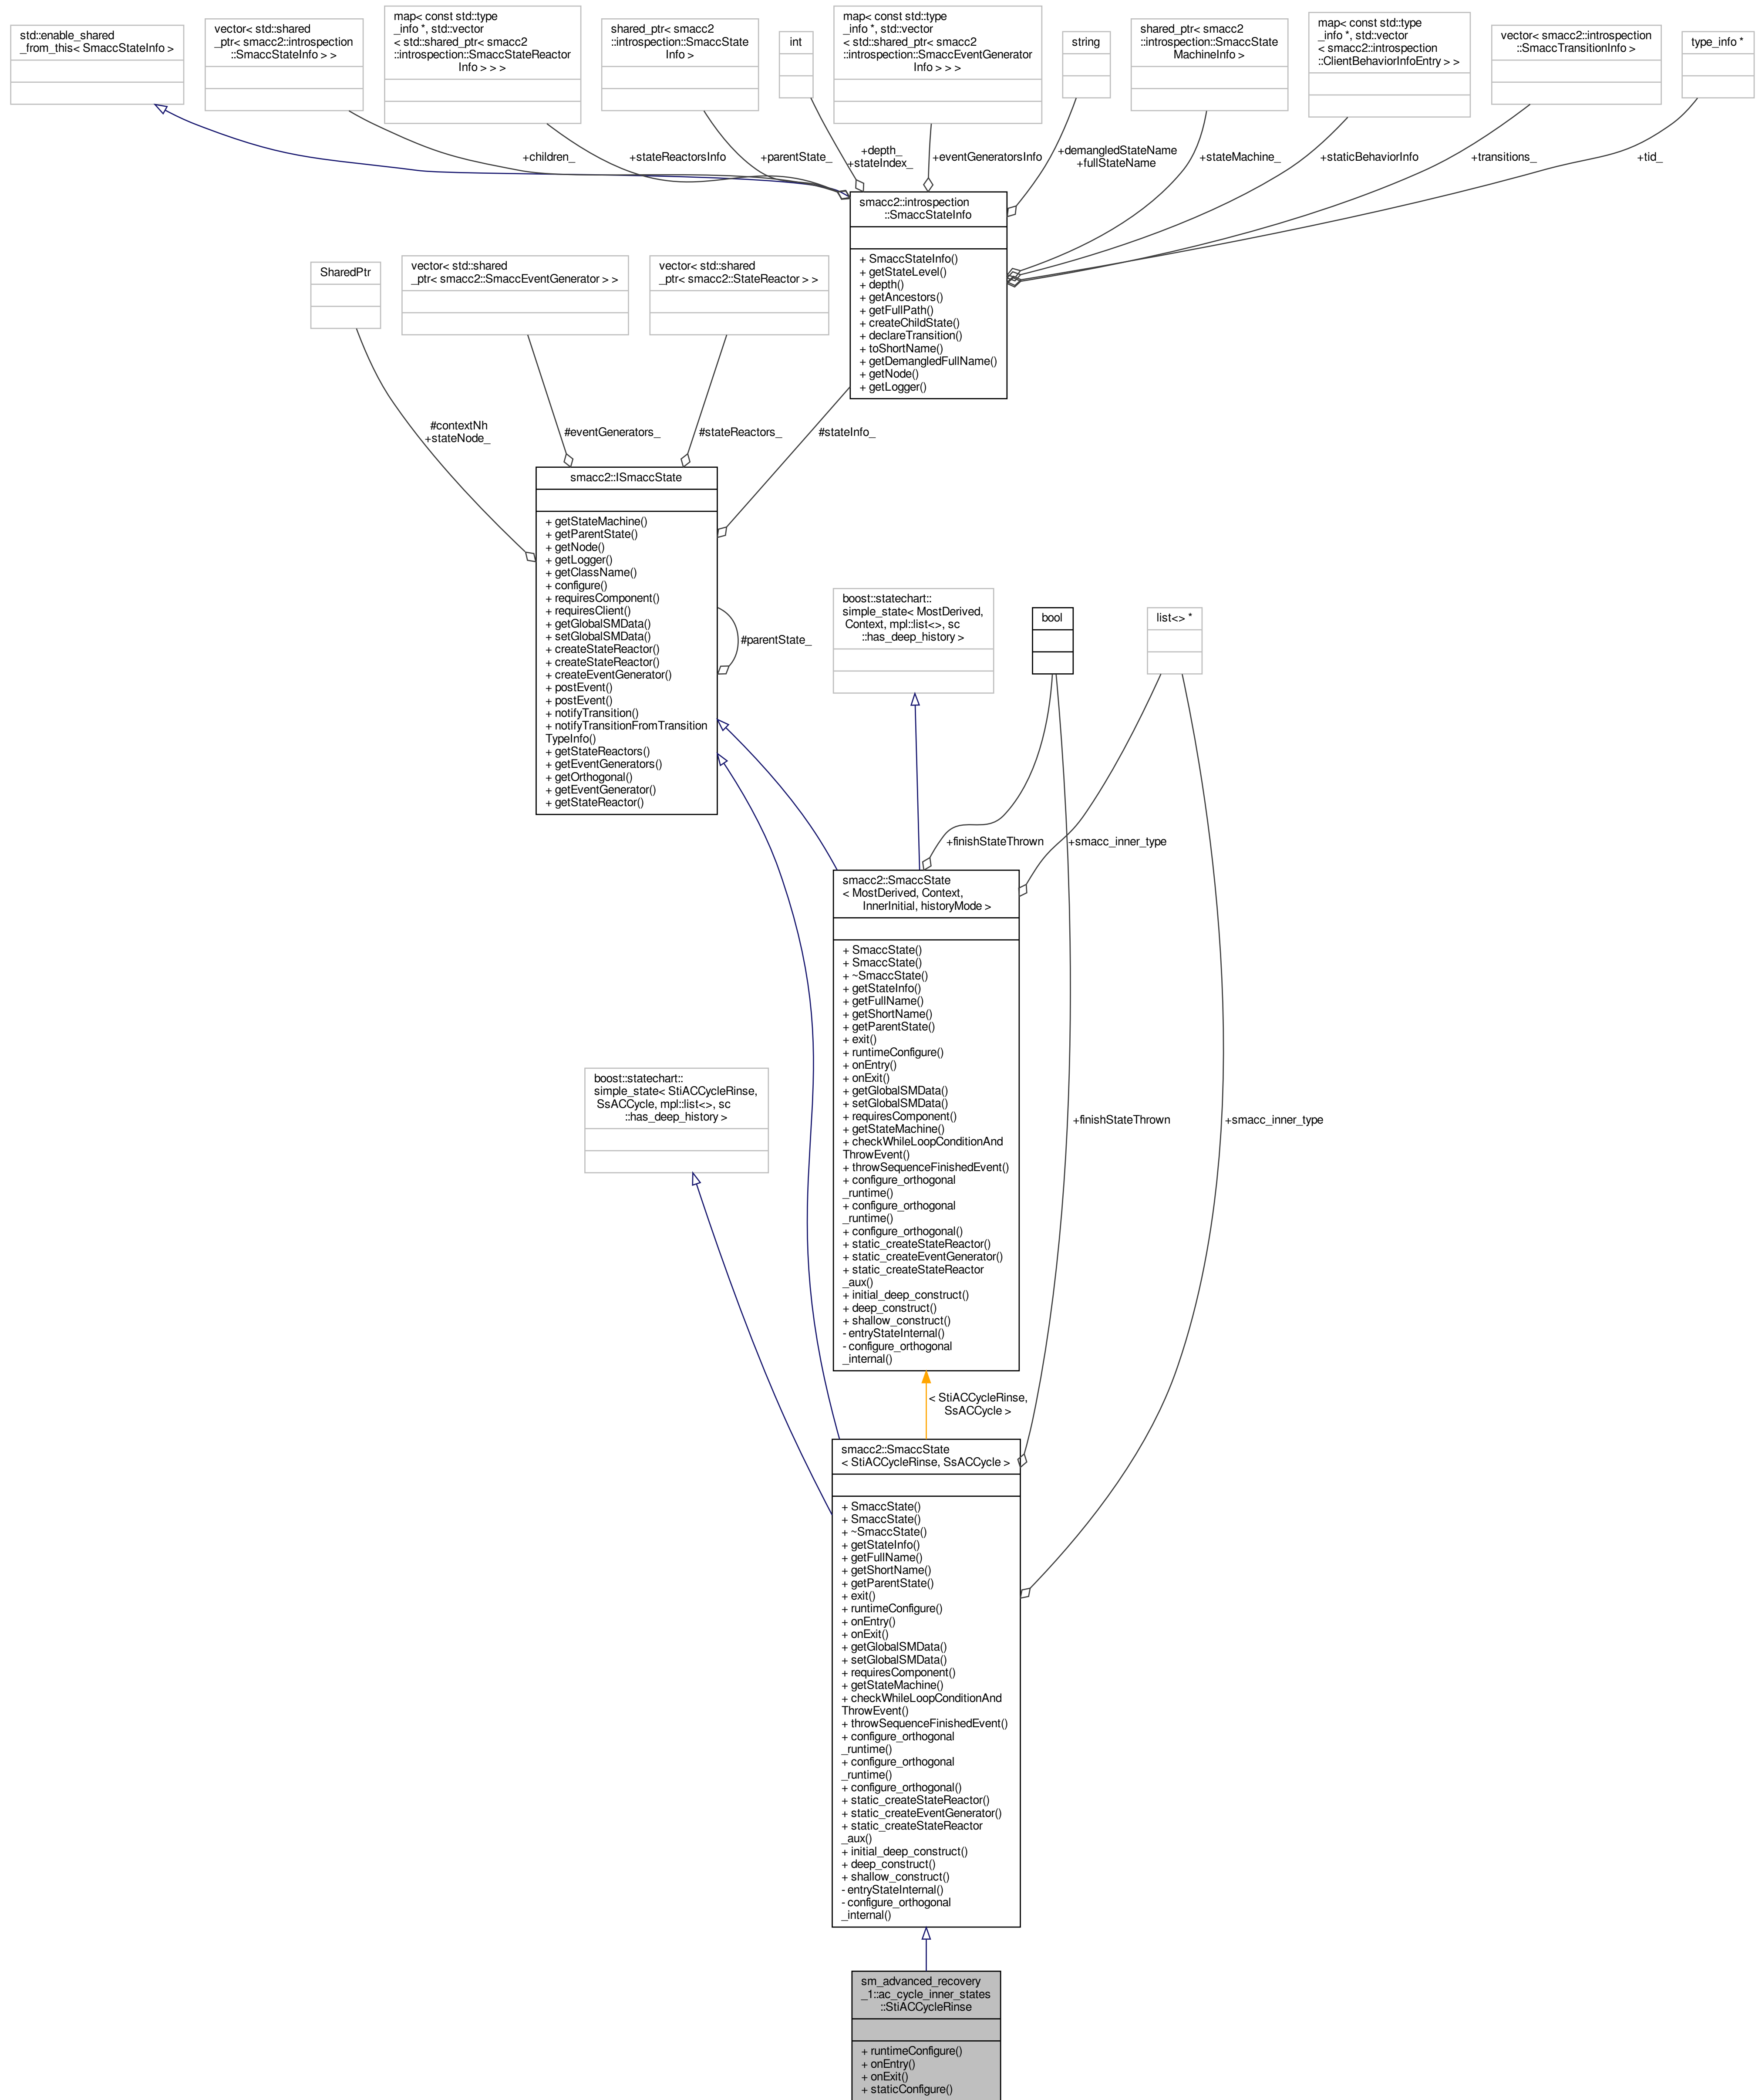 std::enable_shared
_from_this< SmaccStateInfo >
vector< std::shared
_ptr< smacc2::introspection
::SmaccStateInfo > >
map< const std::type
_info *, std::vector
< std::shared_ptr< smacc2
::introspection::SmaccStateReactor
Info > > >
shared_ptr< smacc2
::introspection::SmaccState
Info >
int
map< const std::type
_info *, std::vector
< std::shared_ptr< smacc2
::introspection::SmaccEventGenerator
Info > > >
string
shared_ptr< smacc2
::introspection::SmaccState
MachineInfo >
map< const std::type
_info *, std::vector
< smacc2::introspection
::ClientBehaviorInfoEntry > >
vector< smacc2::introspection
::SmaccTransitionInfo >
type_info *
+children_
+stateReactorsInfo
+parentState_
+depth_
+stateIndex_
+eventGeneratorsInfo
+demangledStateName
+fullStateName
+stateMachine_
+staticBehaviorInfo
+transitions_
+tid_
smacc2::introspection
::SmaccStateInfo
+ SmaccStateInfo()
+ getStateLevel()
+ depth()
+ getAncestors()
+ getFullPath()
+ createChildState()
+ declareTransition()
+ toShortName()
+ getDemangledFullName()
+ getNode()
+ getLogger()
SharedPtr
vector< std::shared
_ptr< smacc2::SmaccEventGenerator > >
vector< std::shared
_ptr< smacc2::StateReactor > >
#contextNh
+stateNode_
#eventGenerators_
#stateReactors_
#stateInfo_
smacc2::ISmaccState
+ getStateMachine()
+ getParentState()
+ getNode()
+ getLogger()
+ getClassName()
+ configure()
+ requiresComponent()
+ requiresClient()
+ getGlobalSMData()
+ setGlobalSMData()
+ createStateReactor()
+ createStateReactor()
+ createEventGenerator()
+ postEvent()
+ postEvent()
+ notifyTransition()
+ notifyTransitionFromTransition
TypeInfo()
+ getStateReactors()
+ getEventGenerators()
+ getOrthogonal()
+ getEventGenerator()
+ getStateReactor()
#parentState_
boost::statechart::
simple_state< MostDerived,
Context, mpl::list<>, sc
::has_deep_history >
bool
list<> *
+finishStateThrown
+smacc_inner_type
smacc2::SmaccState
< MostDerived, Context,
InnerInitial, historyMode >
+ SmaccState()
+ SmaccState()
+ ~SmaccState()
+ getStateInfo()
+ getFullName()
+ getShortName()
+ getParentState()
+ exit()
+ runtimeConfigure()
+ onEntry()
+ onExit()
+ getGlobalSMData()
+ setGlobalSMData()
+ requiresComponent()
+ getStateMachine()
+ checkWhileLoopConditionAnd
ThrowEvent()
+ throwSequenceFinishedEvent()
+ configure_orthogonal
_runtime()
+ configure_orthogonal
_runtime()
+ configure_orthogonal()
+ static_createStateReactor()
+ static_createEventGenerator()
+ static_createStateReactor
_aux()
+ initial_deep_construct()
+ deep_construct()
+ shallow_construct()
- entryStateInternal()
- configure_orthogonal
_internal()
boost::statechart::
simple_state< StiACCycleRinse,
SsACCycle, mpl::list<>, sc
::has_deep_history >
+finishStateThrown
+smacc_inner_type
< StiACCycleRinse,
SsACCycle >
smacc2::SmaccState
< StiACCycleRinse, SsACCycle >
+ SmaccState()
+ SmaccState()
+ ~SmaccState()
+ getStateInfo()
+ getFullName()
+ getShortName()
+ getParentState()
+ exit()
+ runtimeConfigure()
+ onEntry()
+ onExit()
+ getGlobalSMData()
+ setGlobalSMData()
+ requiresComponent()
+ getStateMachine()
+ checkWhileLoopConditionAnd
ThrowEvent()
+ throwSequenceFinishedEvent()
+ configure_orthogonal
_runtime()
+ configure_orthogonal
_runtime()
+ configure_orthogonal()
+ static_createStateReactor()
+ static_createEventGenerator()
+ static_createStateReactor
_aux()
+ initial_deep_construct()
+ deep_construct()
+ shallow_construct()
- entryStateInternal()
- configure_orthogonal
_internal()
sm_advanced_recovery
_1::ac_cycle_inner_states
::StiACCycleRinse
+ runtimeConfigure()
+ onEntry()
+ onExit()
+ staticConfigure()